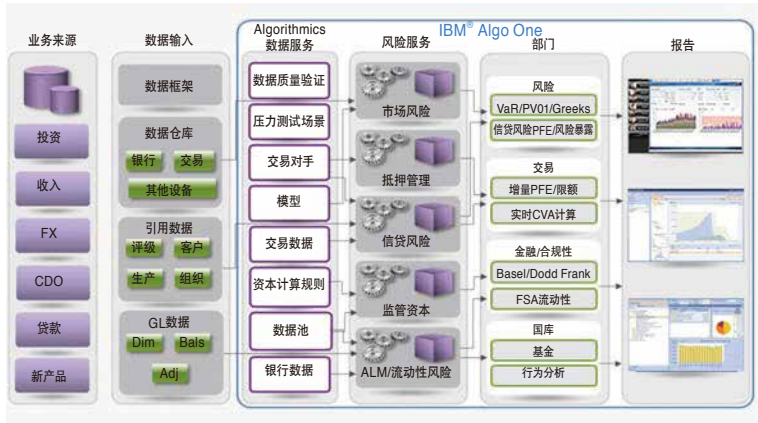 IBM® Algo One
业务来源
投资
收入
FX
CDO
贷款
新产品
数据输入
数据框架
数据仓库
银行 交易
其他设备
引用数据
评级 客户
生产 组织
GL数据
Dim Bals
Adj
Algorithmics
数据服务
数据质量验证
压力测试场景
交易对手
模型
交易数据
资本计算规则
数据池
银行数据
风险服务
市场风险
抵押管理
信贷风险
监管资本
ALM/流动性风险
部门
风险
VaR/PV01/Greeks
信贷风险PFE/风险暴露
交易
增量PFE/限额
实时CVA计算
金融/合规性
Basel/Dodd Frank
FSA流动性
国库
基金
行为分析
报告